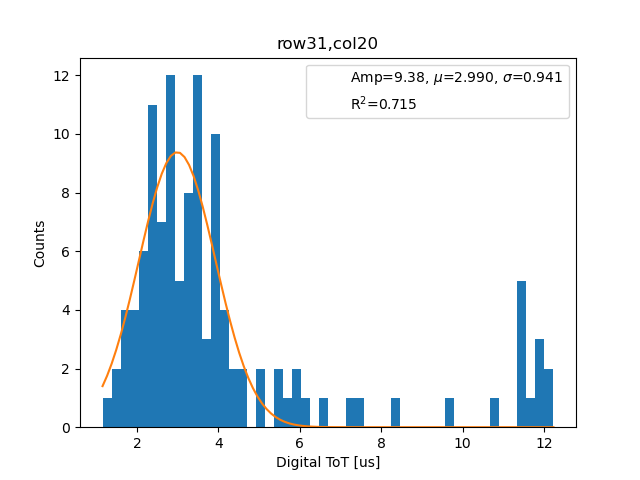 row31,col20
Amp=9.38, μ=2.990, σ=0.941
R²=0.715
Counts
12
10
8
6
4
2
0
2 4 6 8 10 12
Digital ToT [us]